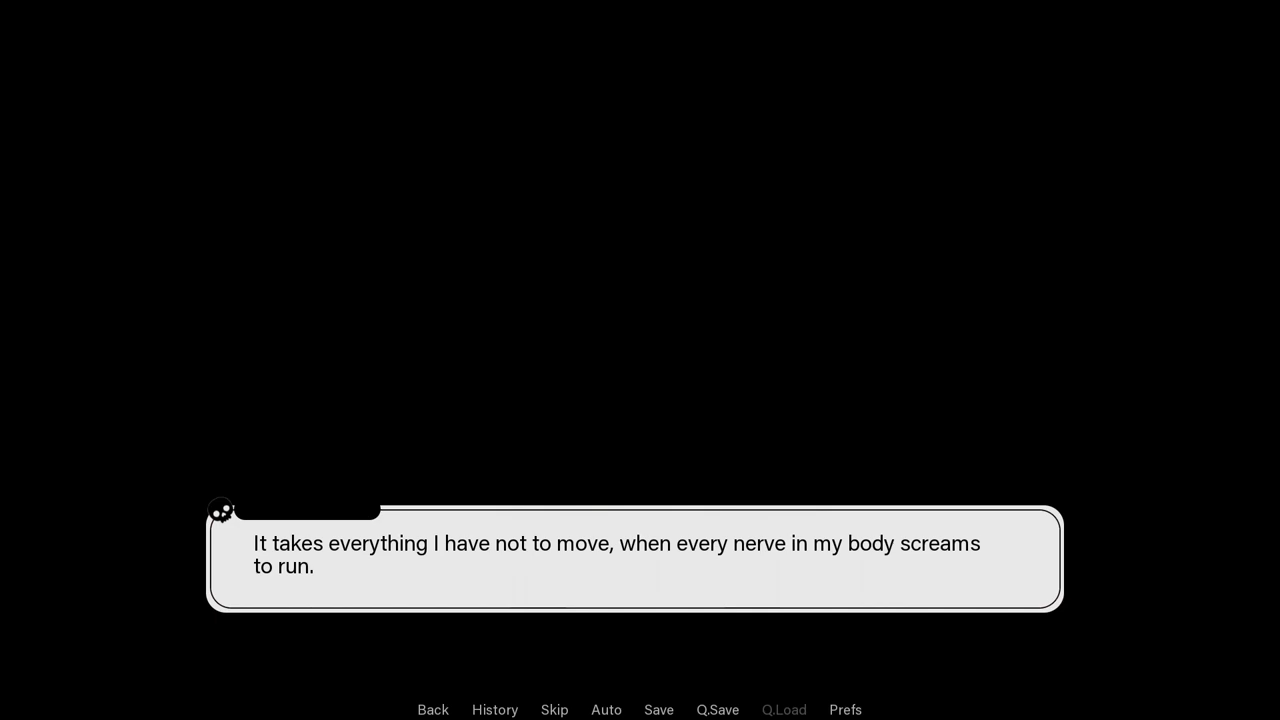 It takes everything I have not to move, when every nerve in my body screams
to run.
Back History Skip Auto Save Q.Save Q.Load Prefs